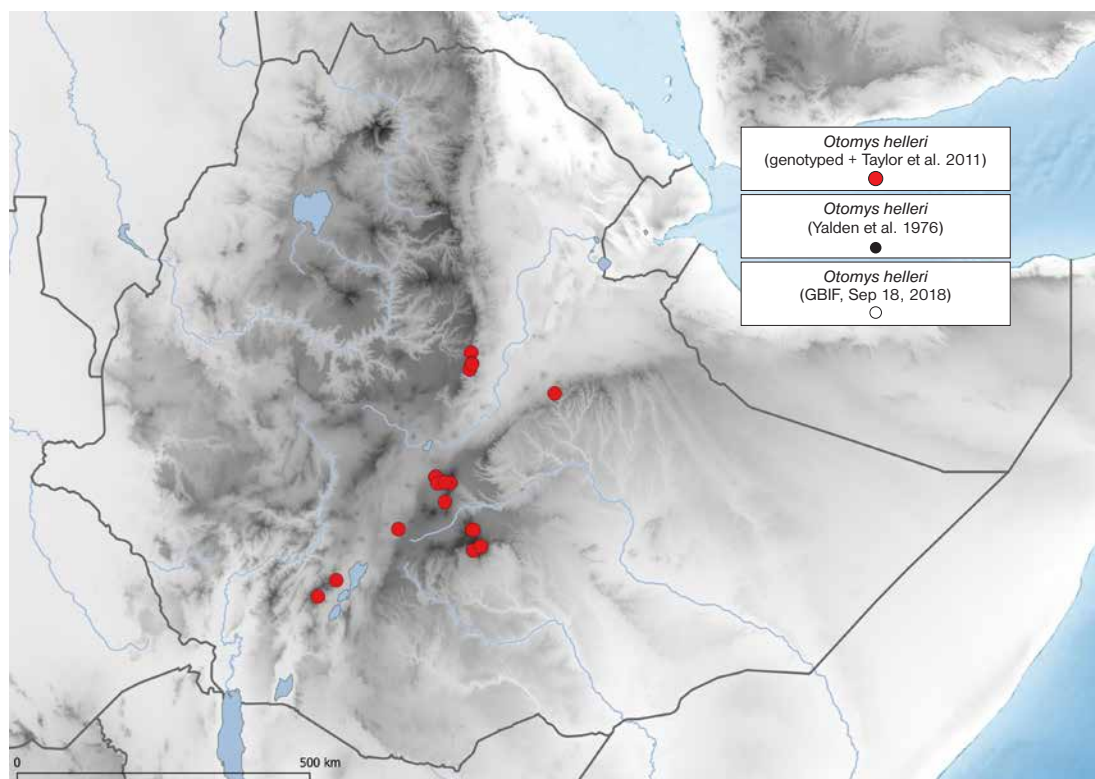 Otomys helleri
(genotyped + Taylor et al. 2011)
Otomys helleri
(Yalden et al. 1976)
Otomys helleri
(GBIF, Sep 18, 2018)
0
500 km